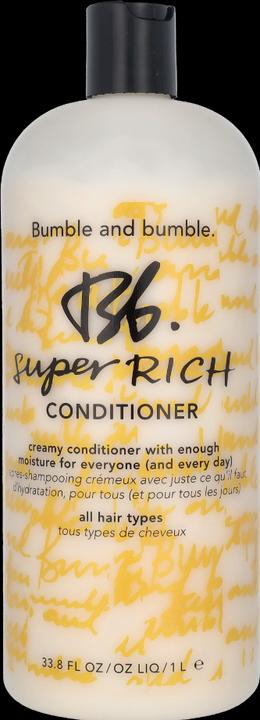 Bumble and bumble.
Bb.
super RICH
CONDITIONER
creamy conditioner with enough
moisture for everyone (and every day)
après-shampooing crémeux avec juste ce qu'il faut
d'hydratation, pour tous (et pour tous les jours)
all hair types
tous types de cheveux
33.8 FL OZ/OZ LIQ/1 L ℮